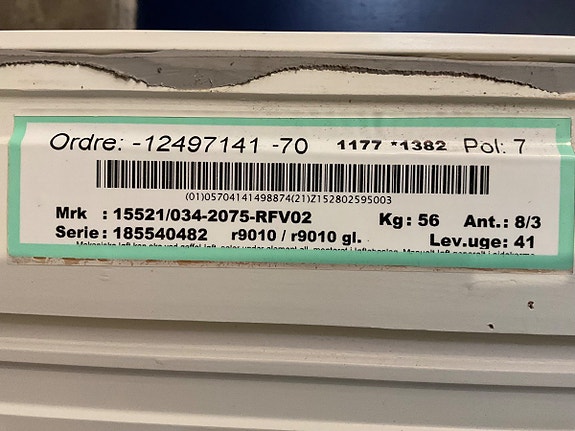 Ordre: -12497141 -70 1177 *1382 Pol: 7
(01)05704141498874(21)Z152802595003
Mrk : 15521/034-2075-RFV02 Kg: 56 Ant.: 8/3
Serie: 185540482 r9010 / r9010 gl. Lev.uge: 41